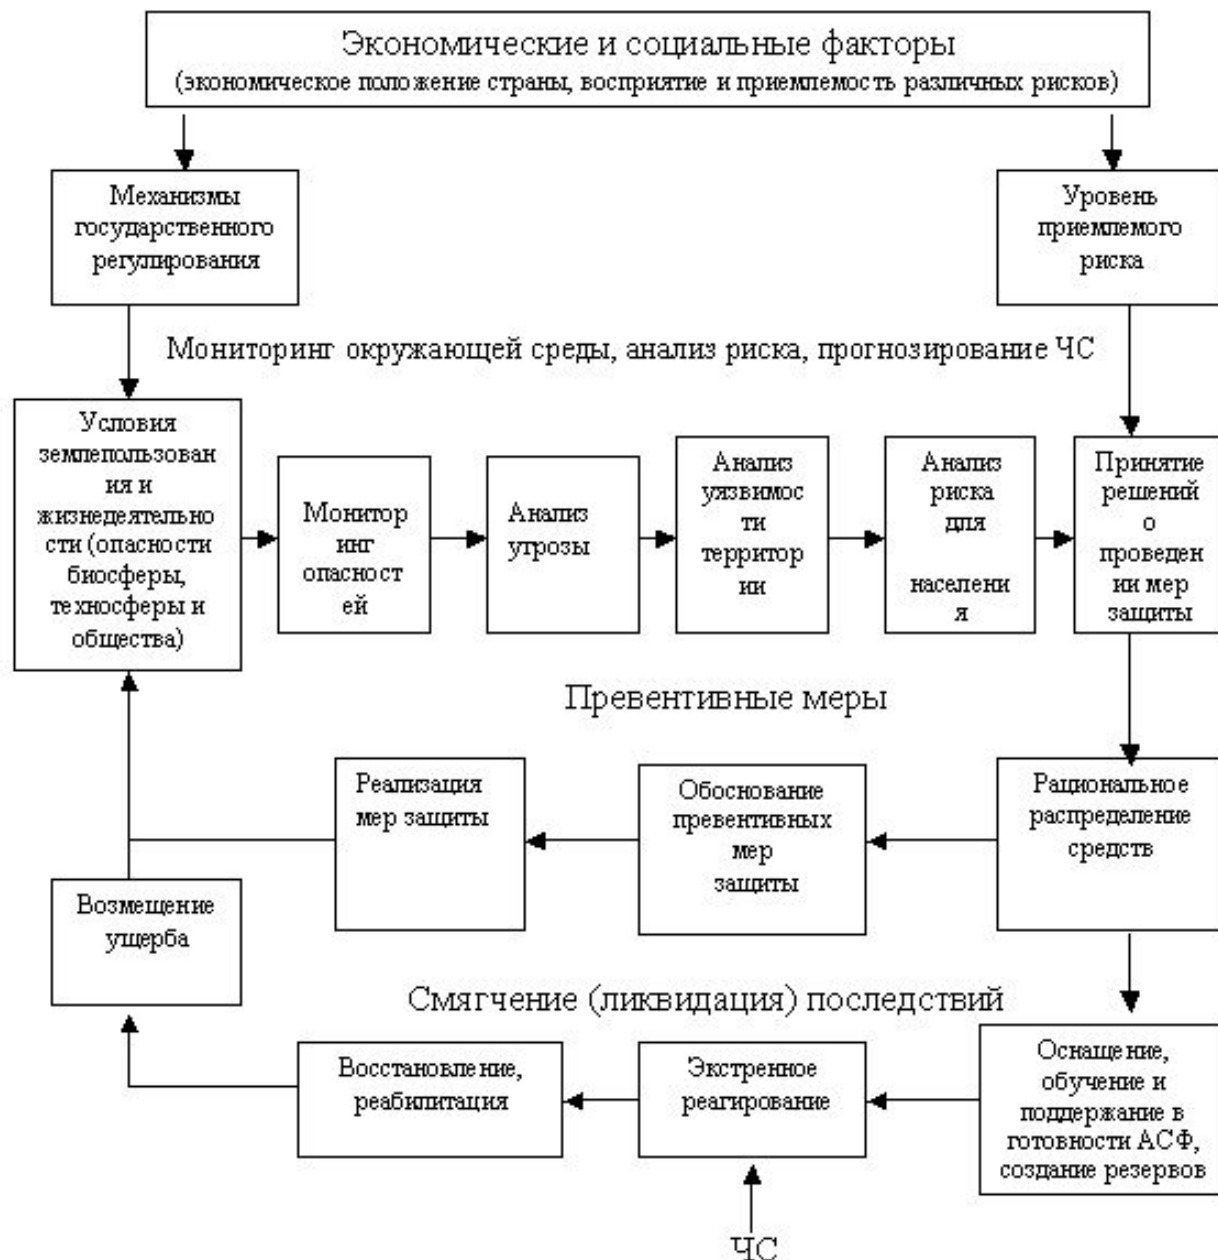 Экономические и социальные факторы
(экономическое положение страны, восприятие и приемлемость различных рисков)
Механизмы
государственного
регулирования
Уровень
приемлемого
риска
Мониторинг окружающей среды, анализ риска, прогнозирование ЧС
Условия
землепользован
ия и
жизнедеятельно
сти (опасности
биосферы,
техносферы и
общества)
Монитор
инг
опасност
ей
Анализ
угрозы
Анализ
уязвимос
ти
территор
ии
Анализ
риска
для
населени
я
Принятие
решений
о
проведен
ии мер
защиты
Превентивные меры
Реализация
мер защиты
Обоснование
превентивных
мер
защиты
Рациональное
распределение
средств
Возмещение
ущерба
Смягчение (ликвидация) последствий
Восстановление,
реабилитация
Экстренное
реагирование
Оснащение,
обучение и
поддержание в
готовности АСФ,
создание резервов
ЧС